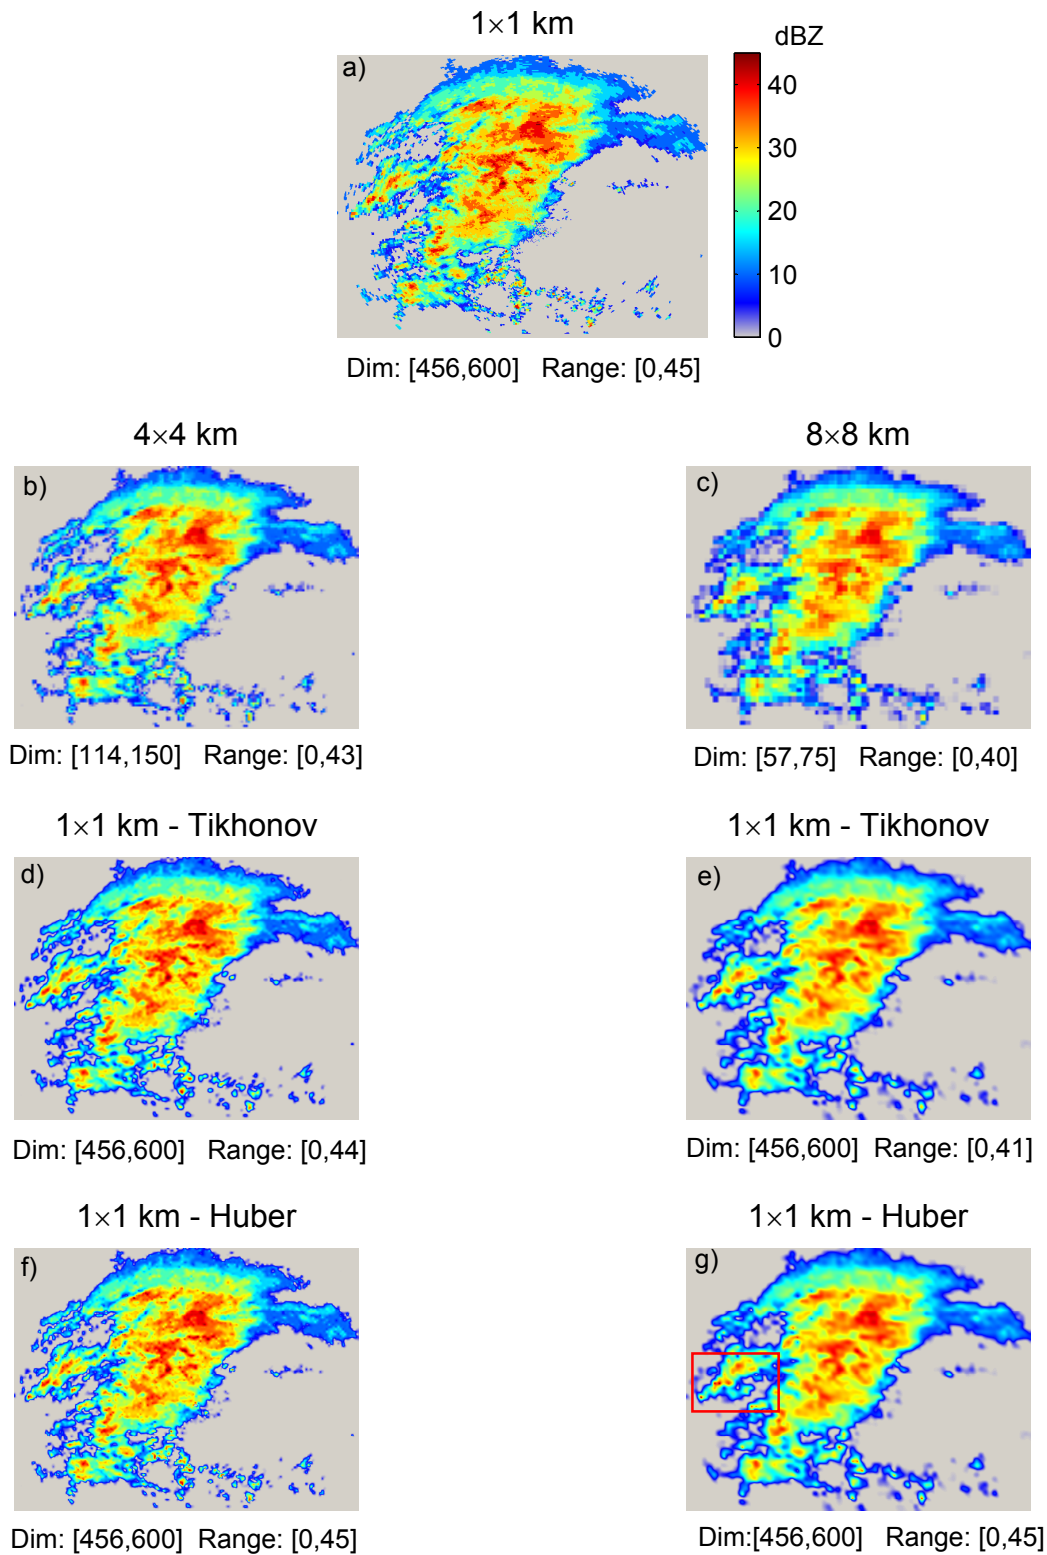 1×1 km
dBZ
a)
40
30
20
10
0
Dim: [456,600] Range: [0,45]
4×4 km
8×8 km
b)
c)
Dim: [114,150] Range: [0,43]
Dim: [57,75] Range: [0,40]
1×1 km - Tikhonov
1×1 km - Tikhonov
d)
e)
Dim: [456,600] Range: [0,44]
Dim: [456,600] Range: [0,41]
1×1 km - Huber
1×1 km - Huber
f)
g)
Dim: [456,600] Range: [0,45]
Dim:[456,600] Range: [0,45]